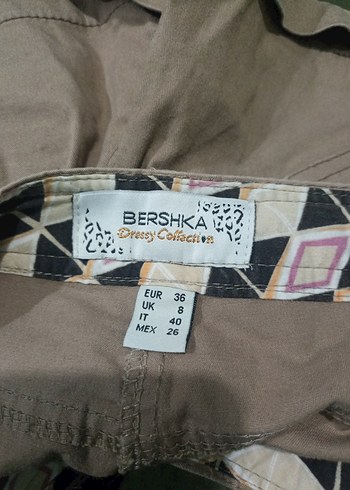 BERSHKA
Dressy Collection
EUR 36
UK 8
IT 40
MEX 26